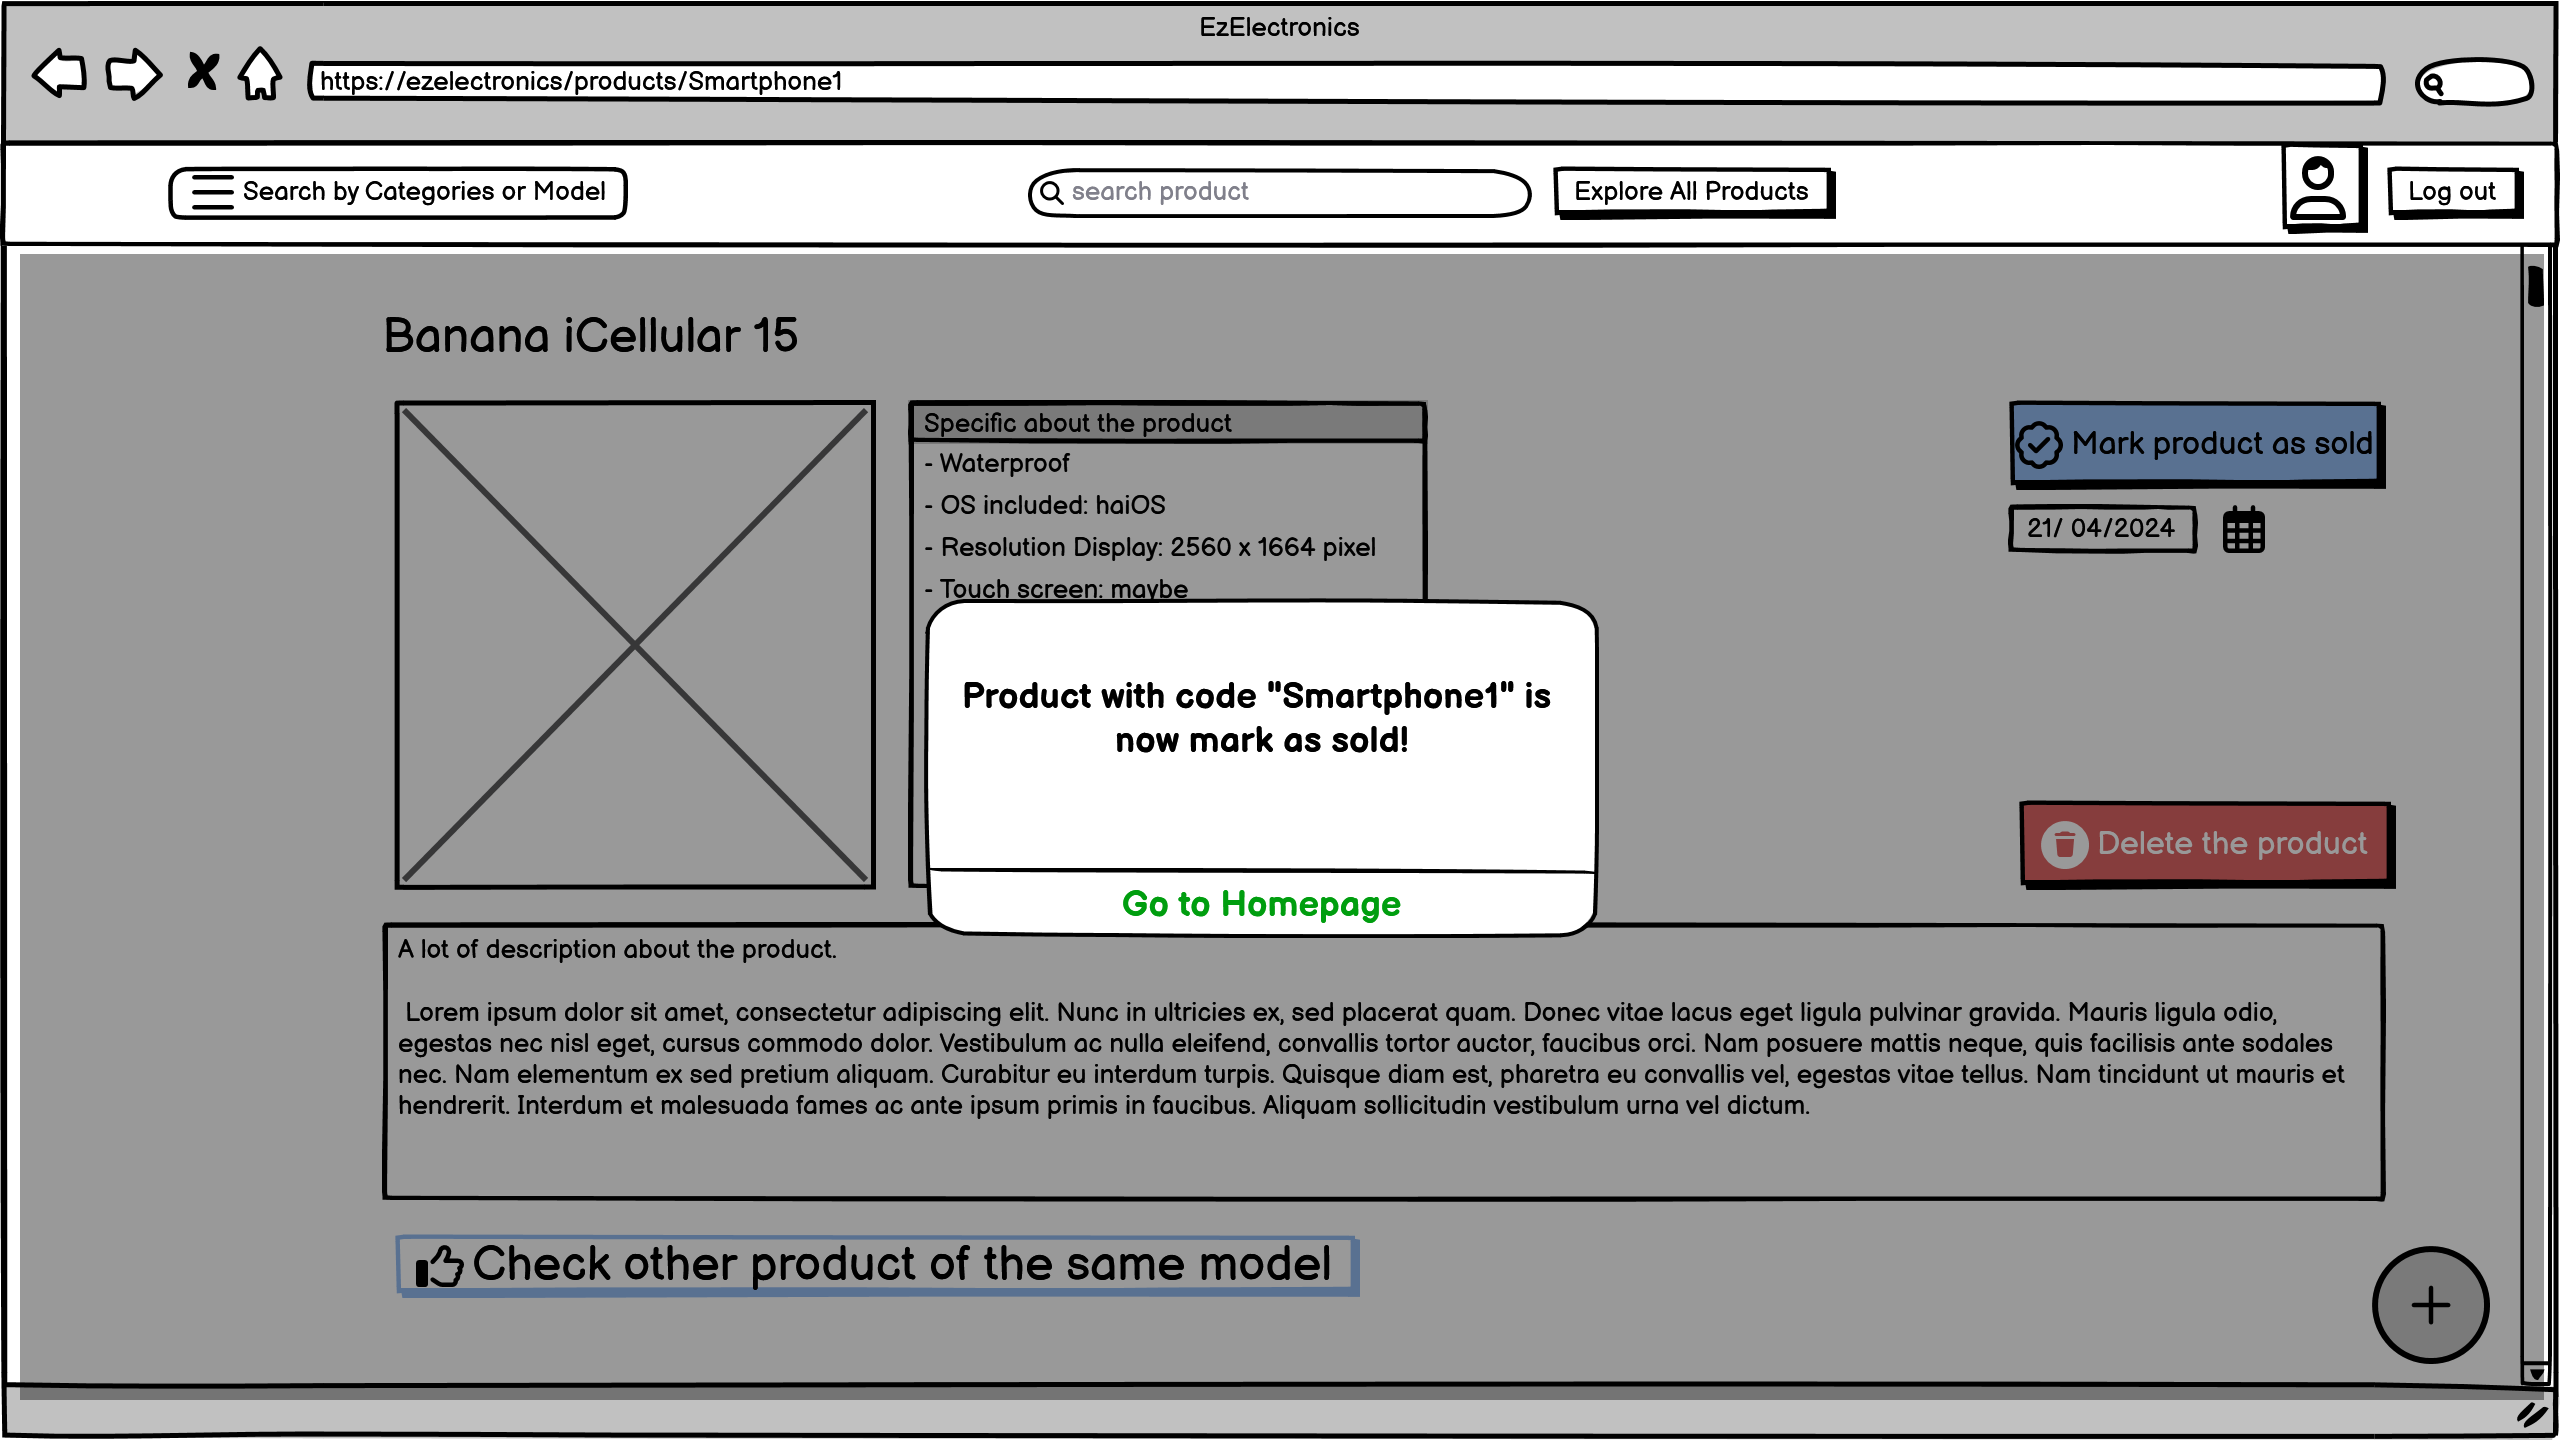 EzElectronics
https://ezelectronics/products/Smartphone1
Search by Categories or Model
search product
Explore All Products
Log out
Banana iCellular 15
Specific about the product
- Waterproof
- OS included: haiOS
- Resolution Display: 2560 x 1664 pixel
- Touch screen: maybe
Mark product as sold
21/ 04/2024
Product with code "Smartphone1" is
now mark as sold!
Go to Homepage
Delete the product
A lot of description about the product.
Lorem ipsum dolor sit amet, consectetur adipiscing elit. Nunc in ultricies ex, sed placerat quam. Donec vitae lacus eget ligula pulvinar gravida. Mauris ligula odio,
egestas nec nisl eget, cursus commodo dolor. Vestibulum ac nulla eleifend, convallis tortor auctor, faucibus orci. Nam posuere mattis neque, quis facilisis ante sodales
nec. Nam elementum ex sed pretium aliquam. Curabitur eu interdum turpis. Quisque diam est, pharetra eu convallis vel, egestas vitae tellus. Nam tincidunt ut mauris et
hendrerit. Interdum et malesuada fames ac ante ipsum primis in faucibus. Aliquam sollicitudin vestibulum urna vel dictum.
Check other product of the same model